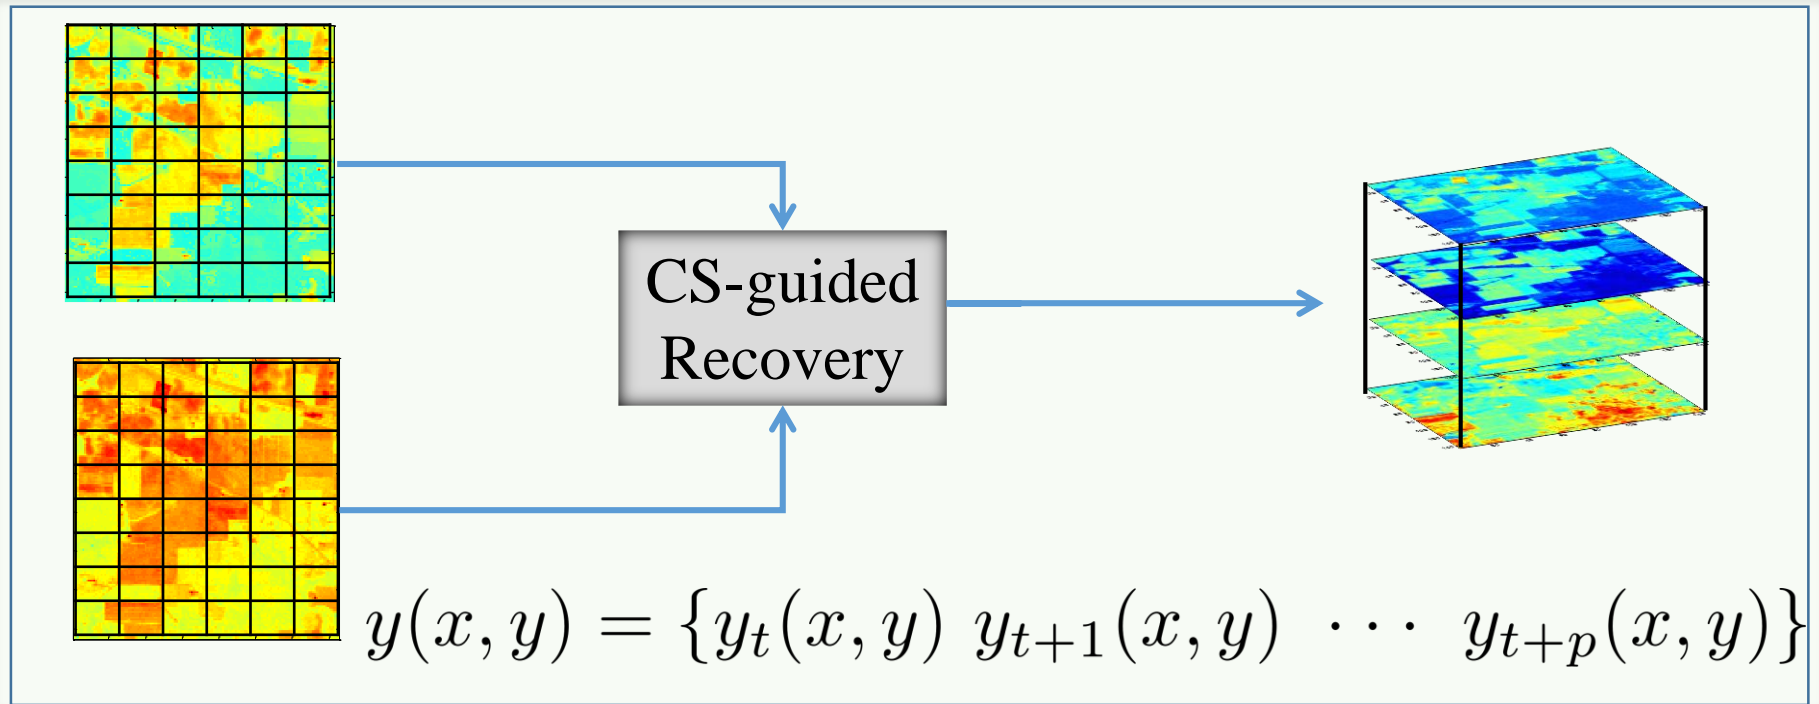 CS-guided
Recovery
y(x, y) = {y_t(x, y) y_{t+1}(x, y) · · · y_{t+p}(x, y)}